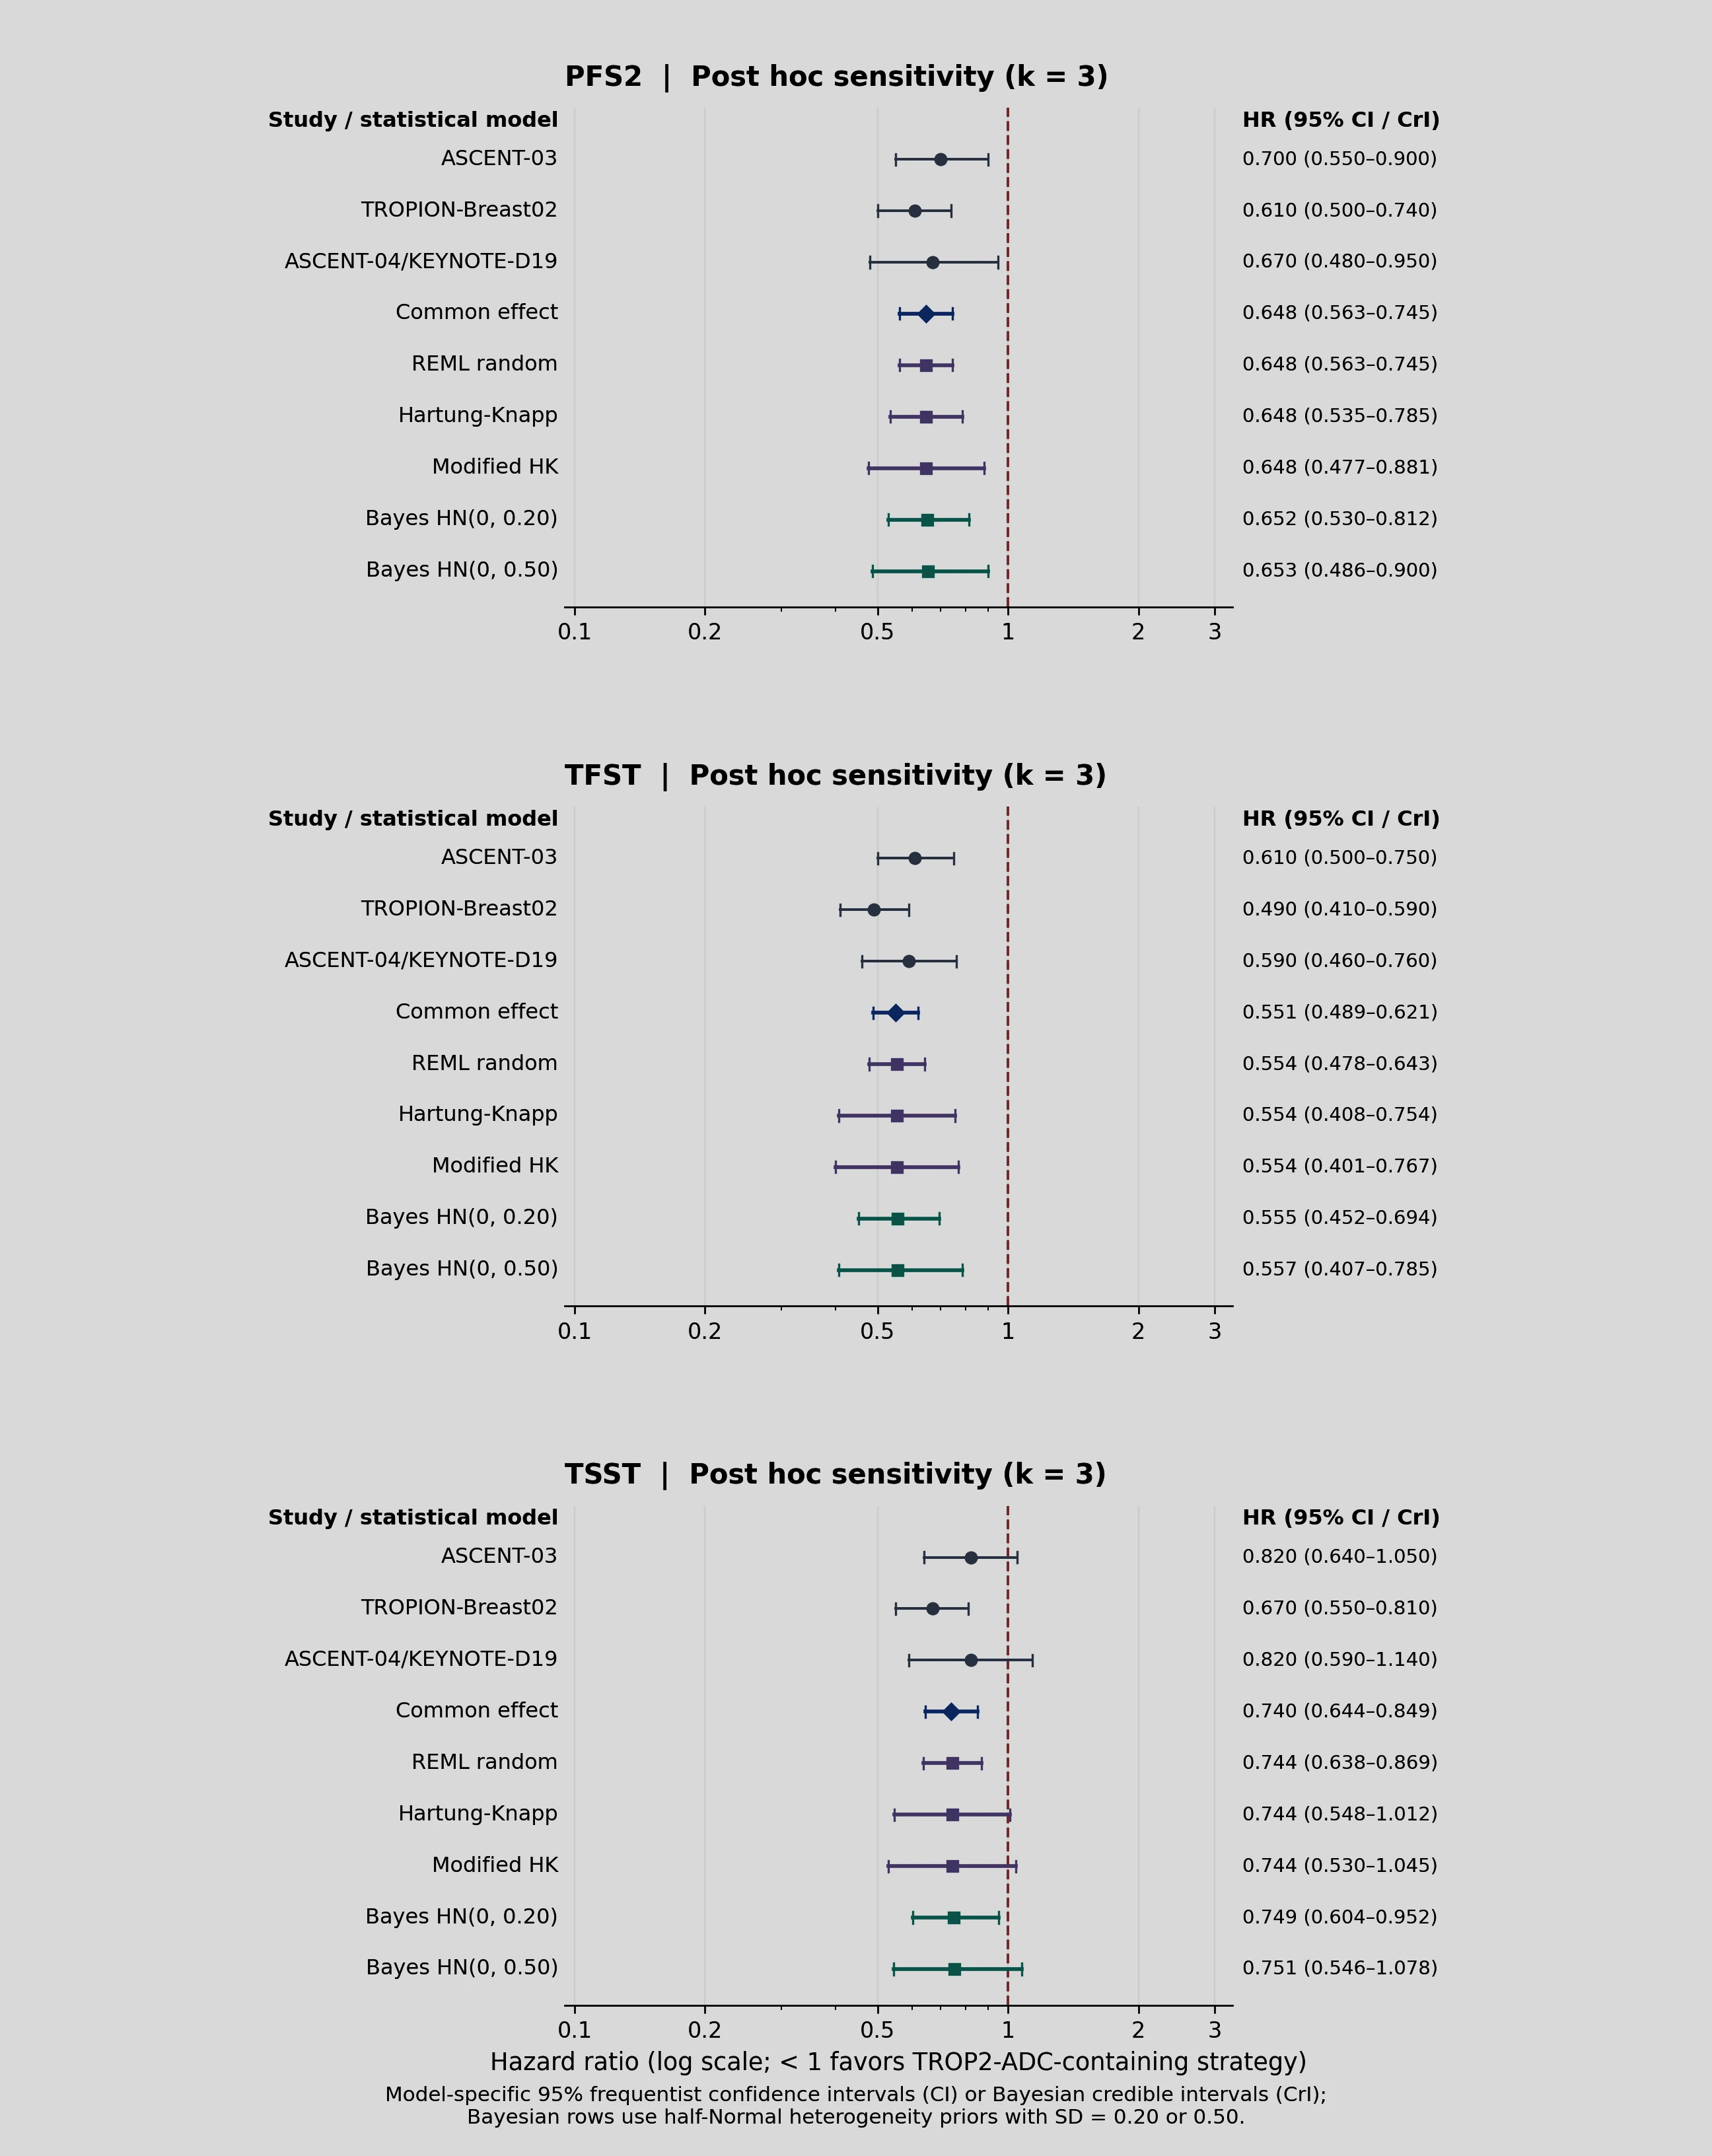 PFS2 | Post hoc sensitivity (k = 3)
Study / statistical model HR (95% CI / CrI)
ASCENT-03 0.700 (0.550–0.900)
TROPION-Breast02 0.610 (0.500–0.740)
ASCENT-04/KEYNOTE-D19 0.670 (0.480–0.950)
Common effect 0.648 (0.563–0.745)
REML random 0.648 (0.563–0.745)
Hartung-Knapp 0.648 (0.535–0.785)
Modified HK 0.648 (0.477–0.881)
Bayes HN(0, 0.20) 0.652 (0.530–0.812)
Bayes HN(0, 0.50) 0.653 (0.486–0.900)
0.1 0.2 0.5 1 2 3
TFST | Post hoc sensitivity (k = 3)
Study / statistical model HR (95% CI / CrI)
ASCENT-03 0.610 (0.500–0.750)
TROPION-Breast02 0.490 (0.410–0.590)
ASCENT-04/KEYNOTE-D19 0.590 (0.460–0.760)
Common effect 0.551 (0.489–0.621)
REML random 0.554 (0.478–0.643)
Hartung-Knapp 0.554 (0.408–0.754)
Modified HK 0.554 (0.401–0.767)
Bayes HN(0, 0.20) 0.555 (0.452–0.694)
Bayes HN(0, 0.50) 0.557 (0.407–0.785)
0.1 0.2 0.5 1 2 3
TSST | Post hoc sensitivity (k = 3)
Study / statistical model HR (95% CI / CrI)
ASCENT-03 0.820 (0.640–1.050)
TROPION-Breast02 0.670 (0.550–0.810)
ASCENT-04/KEYNOTE-D19 0.820 (0.590–1.140)
Common effect 0.740 (0.644–0.849)
REML random 0.744 (0.638–0.869)
Hartung-Knapp 0.744 (0.548–1.012)
Modified HK 0.744 (0.530–1.045)
Bayes HN(0, 0.20) 0.749 (0.604–0.952)
Bayes HN(0, 0.50) 0.751 (0.546–1.078)
0.1 0.2 0.5 1 2 3
Hazard ratio (log scale; < 1 favors TROP2-ADC-containing strategy)
Model-specific 95% frequentist confidence intervals (CI) or Bayesian credible intervals (CrI);
Bayesian rows use half-Normal heterogeneity priors with SD = 0.20 or 0.50.